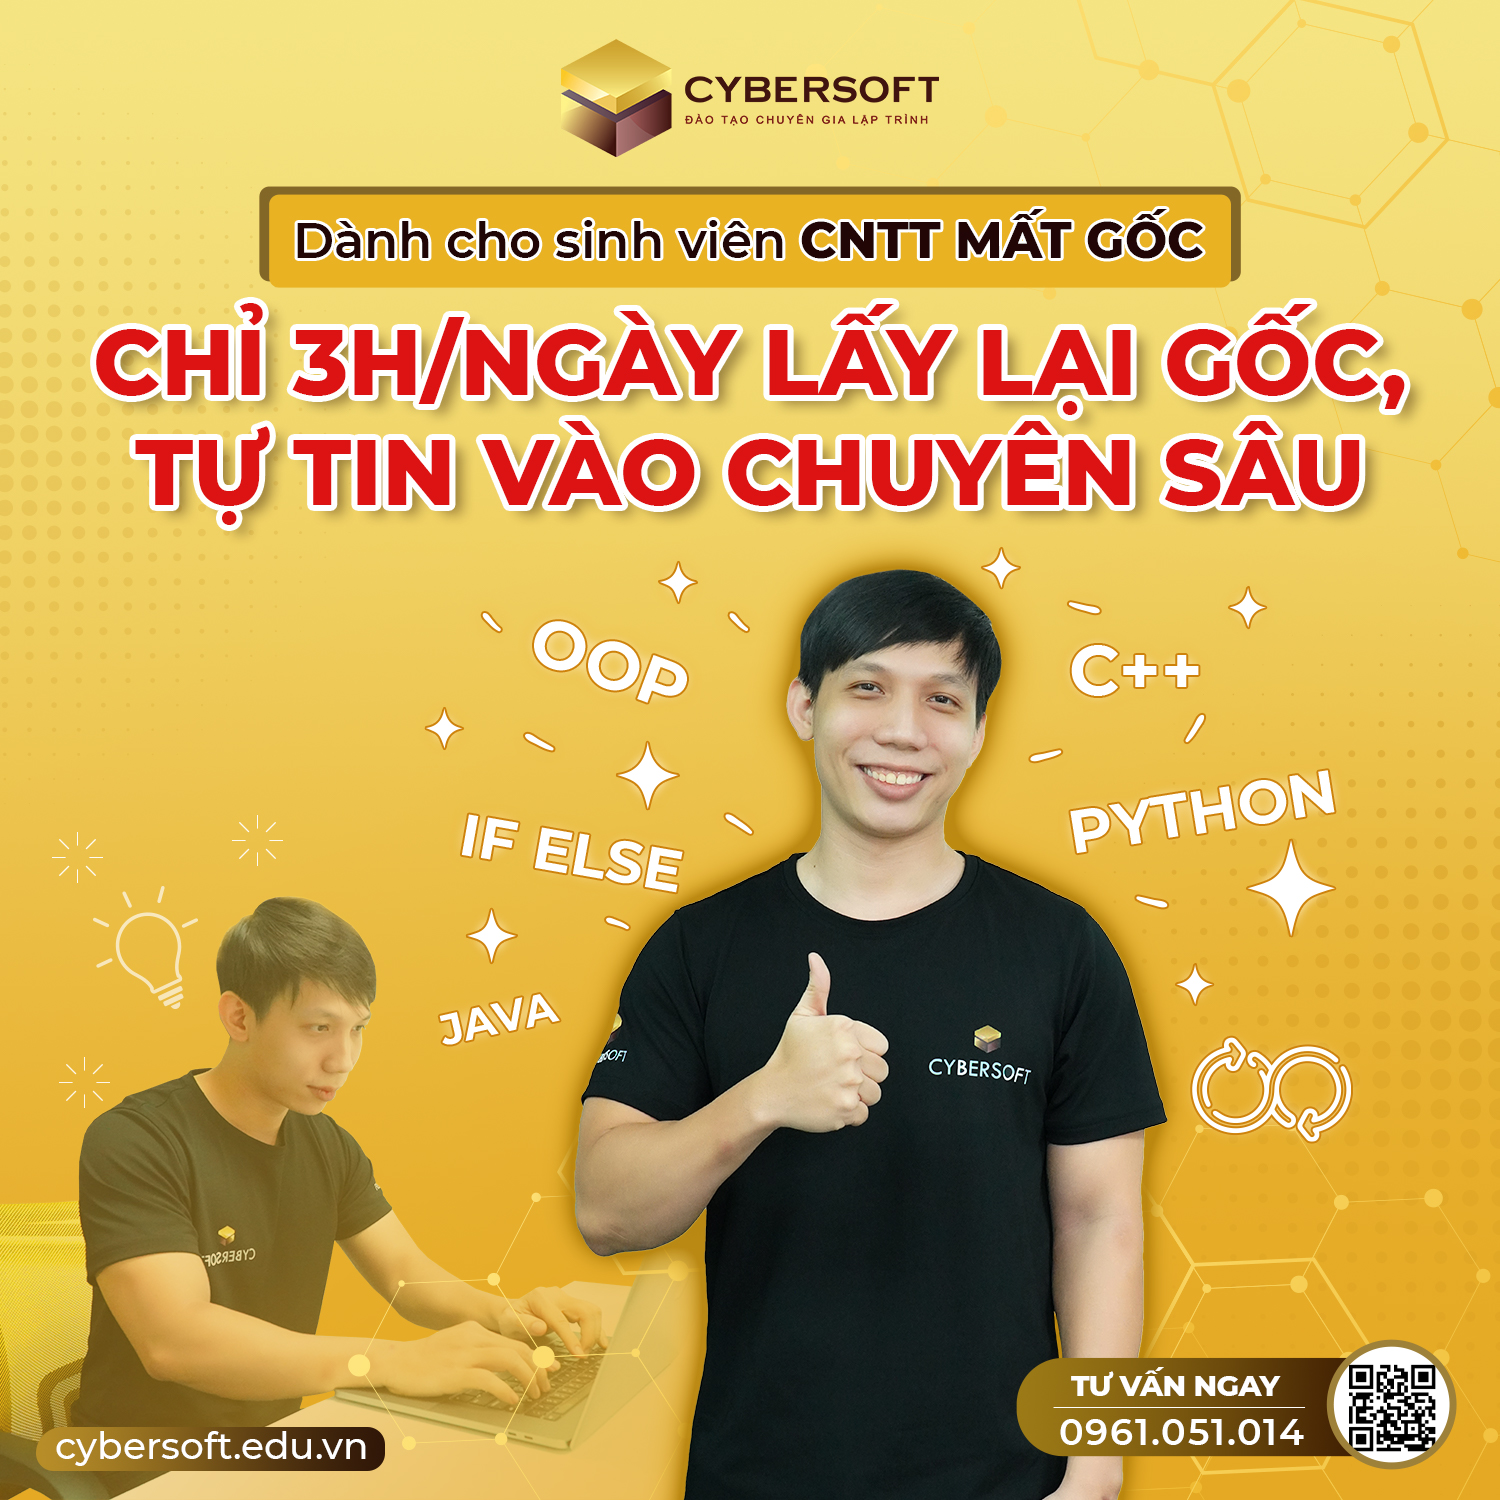 CYBERSOFT
ĐÀO TẠO CHUYÊN GIA LẬP TRÌNH
Dành cho sinh viên CNTT MẤT GỐC
CHỈ 3H/NGÀY LẤY LẠI GỐC,
TỰ TIN VÀO CHUYÊN SÂU
OOP
C++
IF ELSE
PYTHON
JAVA
CYBERSOFT
CYBERSOFT
TƯ VẤN NGAY
0961.051.014
cybersoft.edu.vn